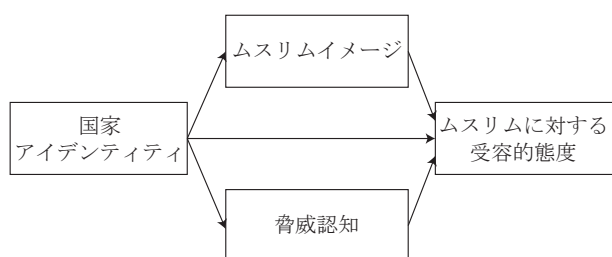 ムスリムイメージ
国家
アイデンティティ
ムスリムに対する
受容的態度
脅威認知